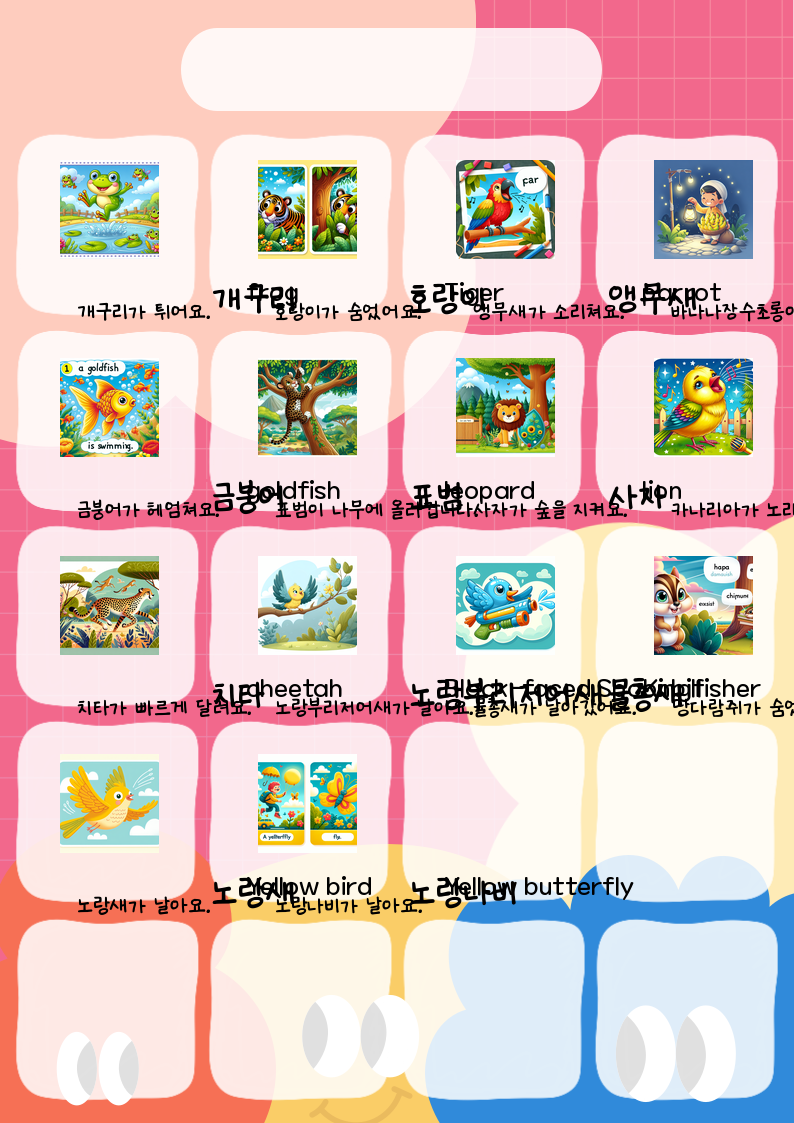 far
개구리
Frog
호랑이
Tiger
앵무새
parrot
개구리가 튀어요.
호랑이가 숨었어요.
앵무새가 소리쳐요.
바나나장수초롱이
1 a goldfish
is swimming.
금붕어
goldfish
표범
leopard
사자
lion
금붕어가 헤엄쳐요.
표범이 나무에 올라갑니다
사자가 숲을 지켜요.
카나리아가 노래
hapa
exsist
chimuni
치타
cheetah
노랑부리저어새
Black-faced Spoonbill
물총새
Kingfisher
치타가 빠르게 달려요.
노랑부리저어새가 날아요.
물총새가 날아갔어요.
랑다람쥐가 숨었
A yellerffly
fly.
노랑새
Yellow bird
노랑나비
Yellow butterfly
노랑새가 날아요.
노랑나비가 날아요.